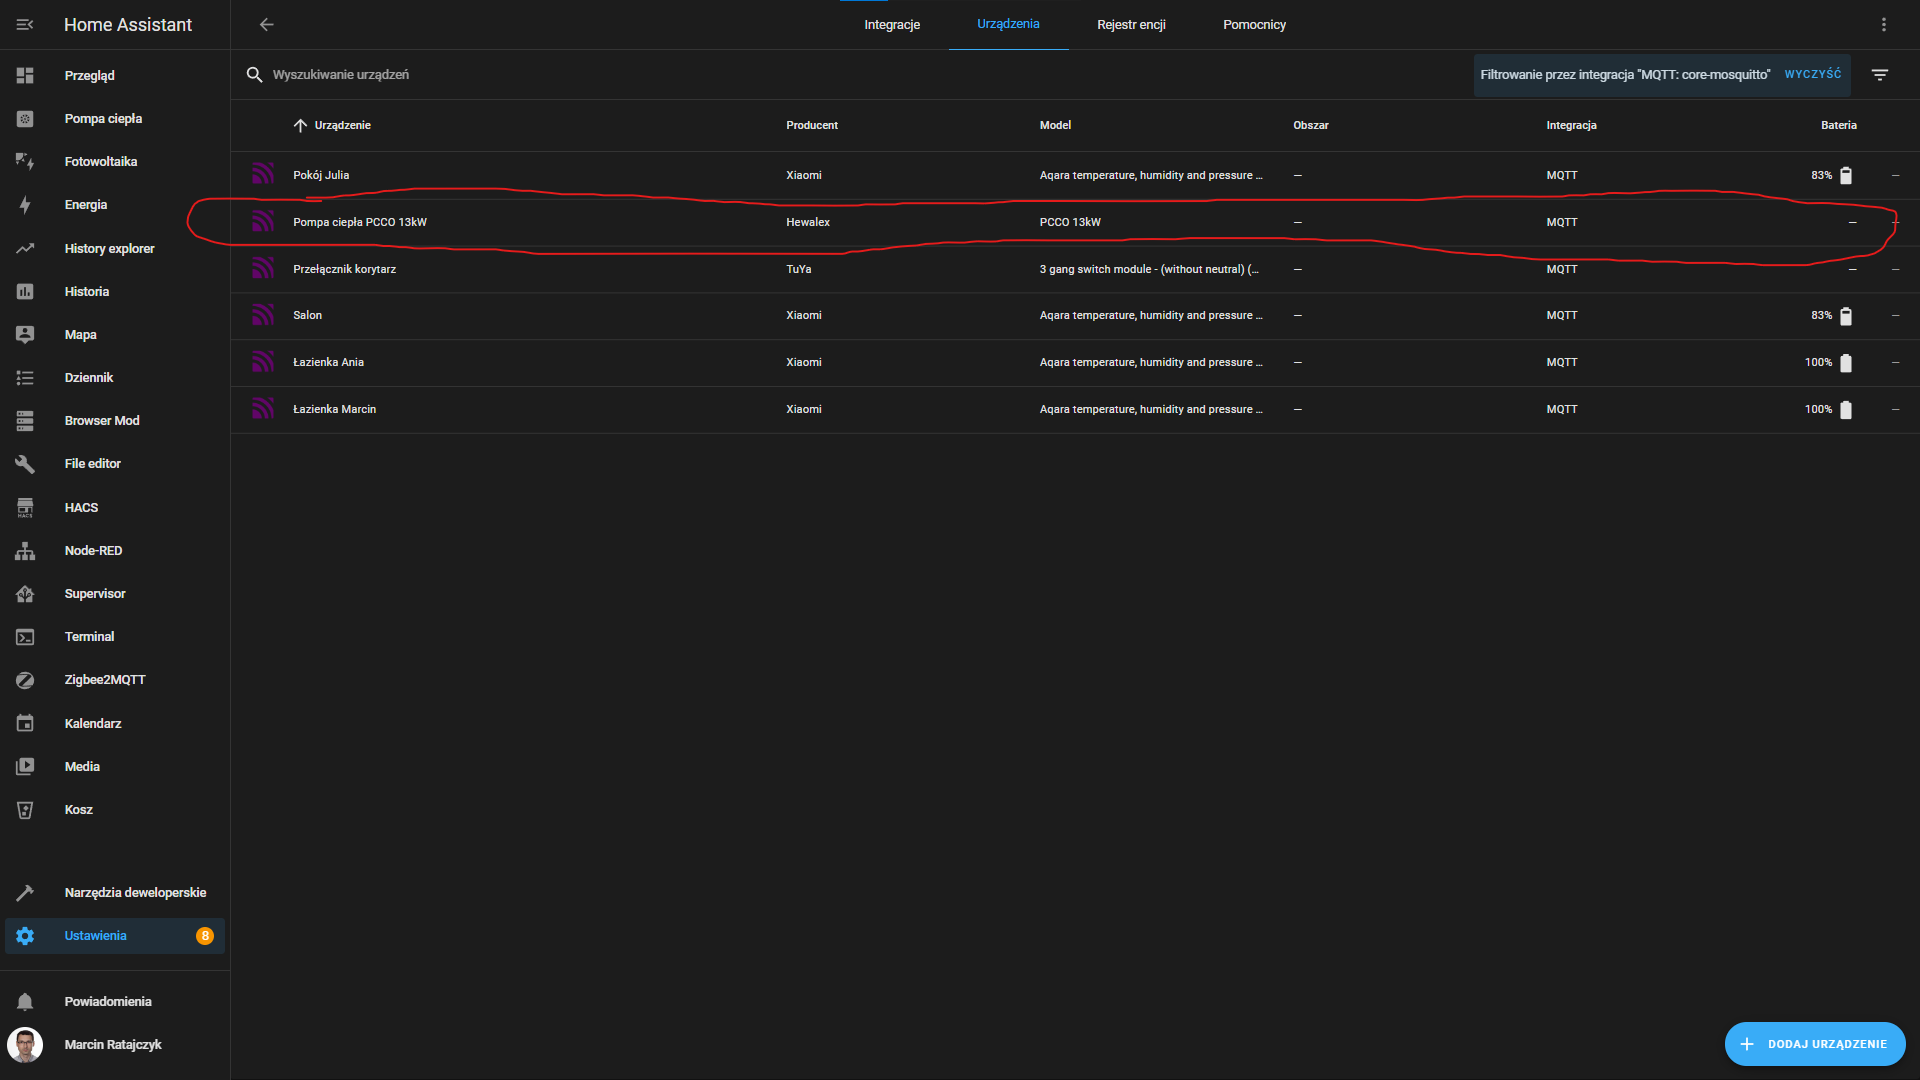 Home Assistant
Integracje
Urządzenia
Rejestr encji
Pomocnicy
Przegląd
Pompa ciepła
Fotowoltaika
Energia
History explorer
Historia
Mapa
Dziennik
Browser Mod
File editor
HACS
HACS
Node-RED
Supervisor
Terminal
Zigbee2MQTT
Kalendarz
Media
Kosz
Narzędzia deweloperskie
Ustawienia 8
Powiadomienia
Marcin Ratajczyk
Wyszukiwanie urządzeń
Filtrowanie przez integracja "MQTT: core-mosquitto" WYCZYŚĆ
Urządzenie Producent Model Obszar Integracja Bateria
Pokój Julia Xiaomi Aqara temperature, humidity and pressure ... — MQTT 83% —
Pompa ciepła PCCO 13kW Hewalex PCCO 13kW — MQTT — —
Przełącznik korytarz TuYa 3 gang switch module - (without neutral) (... — MQTT — —
Salon Xiaomi Aqara temperature, humidity and pressure ... — MQTT 83% —
Łazienka Ania Xiaomi Aqara temperature, humidity and pressure ... — MQTT 100% —
Łazienka Marcin Xiaomi Aqara temperature, humidity and pressure ... — MQTT 100% —
DODAJ URZĄDZENIE